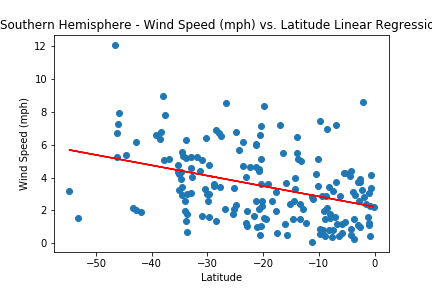 Southern Hemisphere - Wind Speed (mph) vs. Latitude Linear Regressio
12
10
8
6
4
2
0
Wind Speed (mph)
−50 −40 −30 −20 −10 0
Latitude